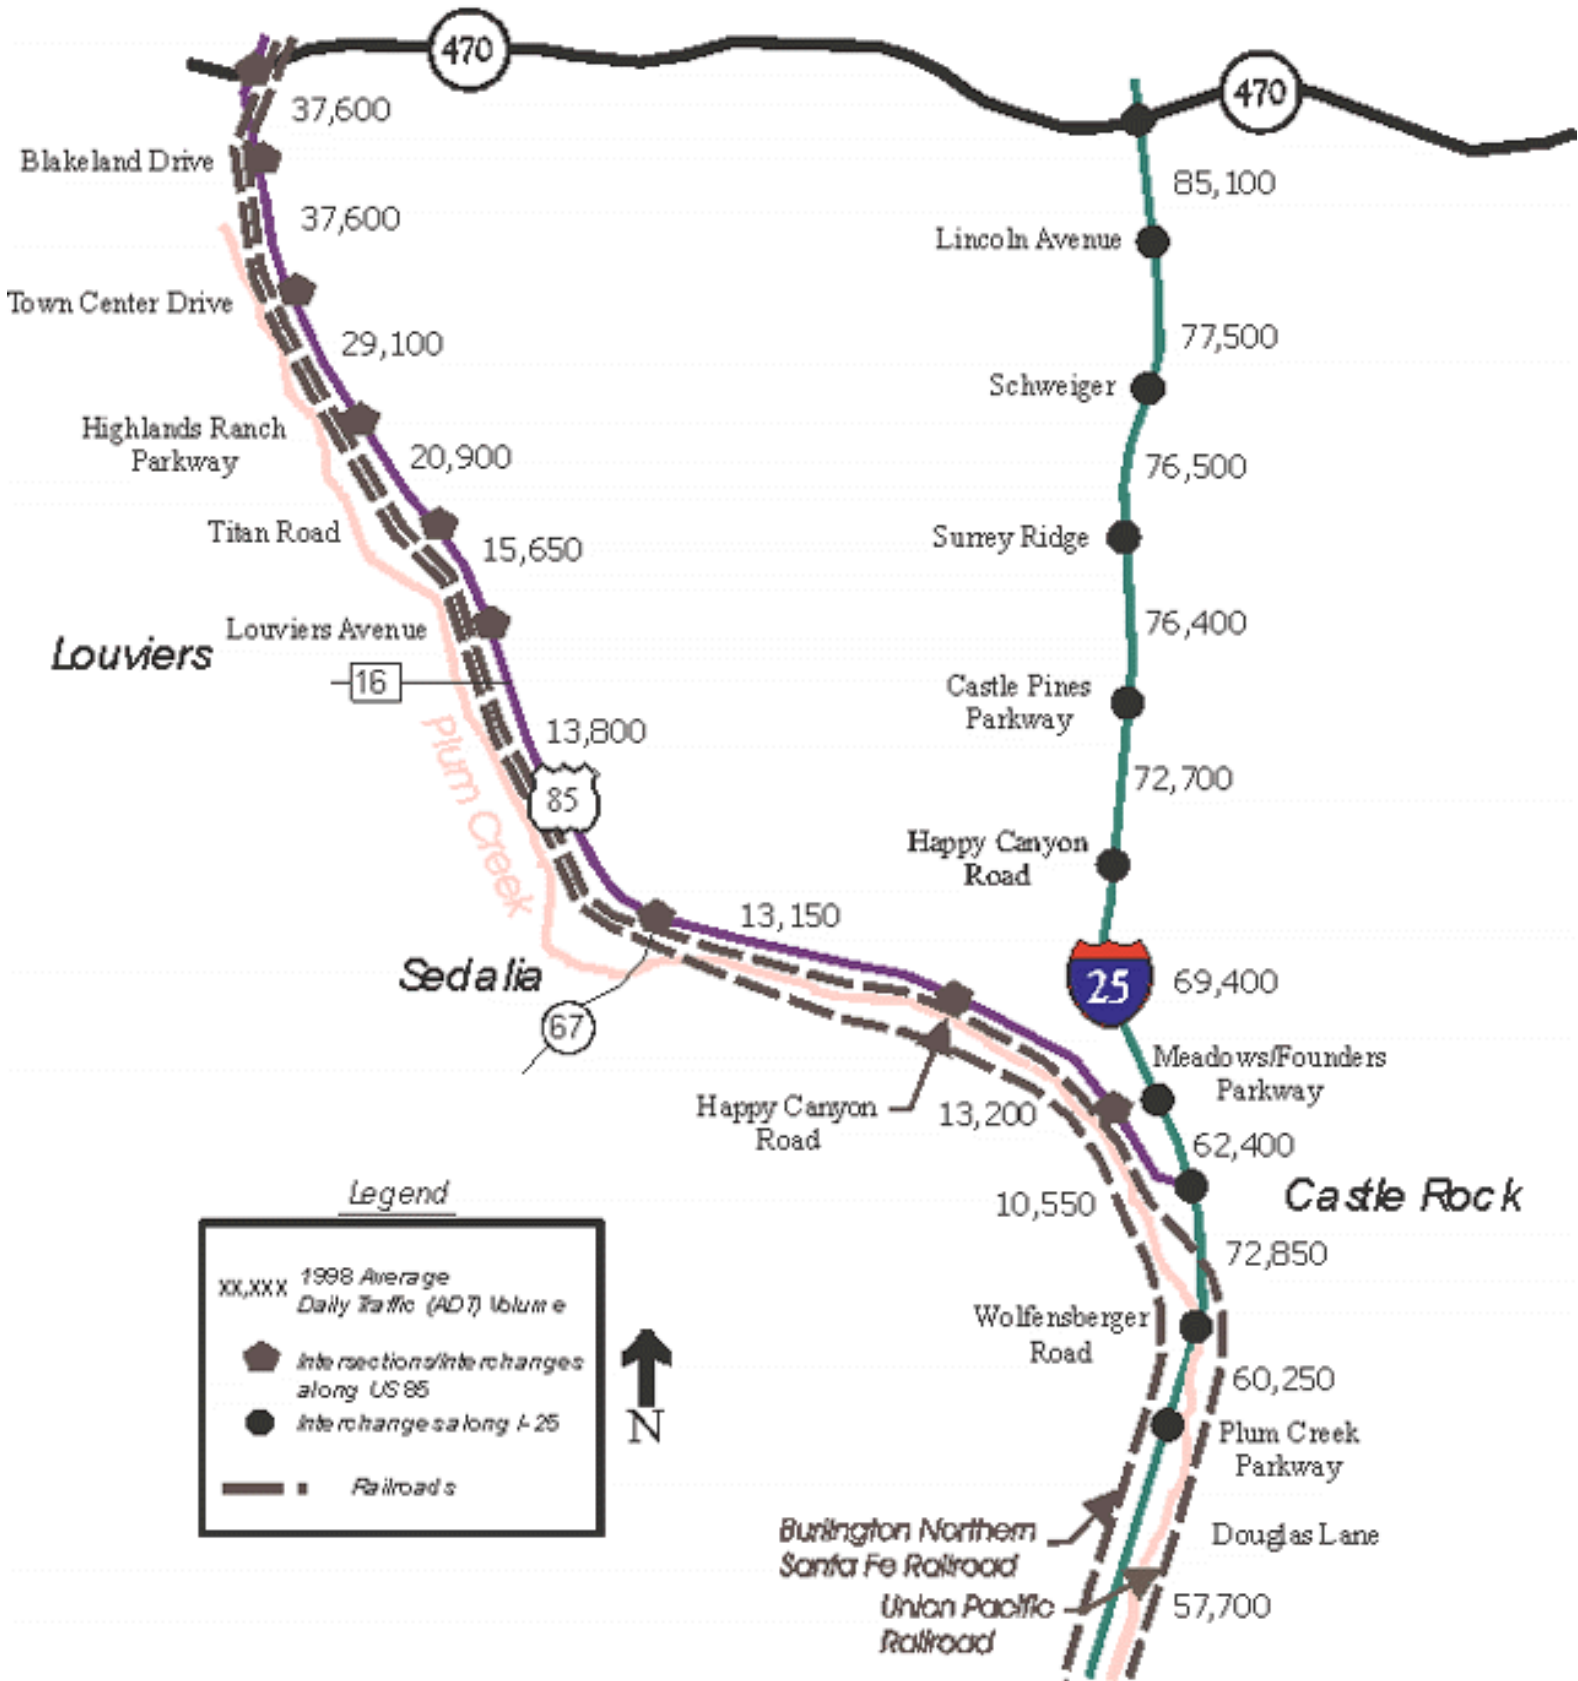 470
470
37,600
Blakeland Drive
85,100
37,600
Lincoln Avenue
Town Center Drive
29,100
77,500
Schweiger
Highlands Ranch
Parkway
20,900
76,500
Titan Road
15,650
Surrey Ridge
Louviers Avenue
76,400
Louviers
16
Castle Pines
Parkway
Plum Creek
13,800
72,700
85
Happy Canyon
Road
13,150
Sedalia
25
69,400
67
Meadows/Founders
Parkway
Happy Canyon
Road
13,200
62,400
10,550
Castle Rock
72,850
Legend
xx,xxx 1998 Average
Daily Traffic (ADT) Volume
Intersections/Interchanges
along US 85
Interchanges along I-25
Railroads
N
Wolfensberger
Road
60,250
Plum Creek
Parkway
Burlington Northern
Santa Fe Railroad
Douglas Lane
Union Pacific
Railroad
57,700